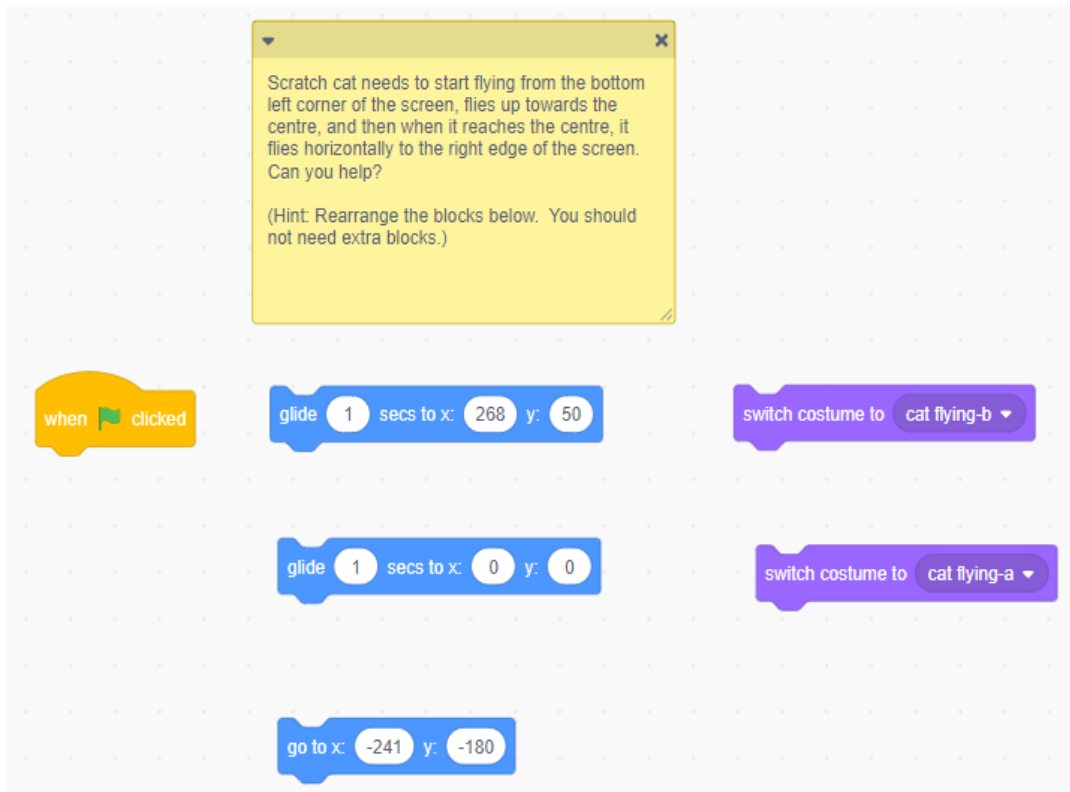 Scratch cat needs to start flying from the bottom
left corner of the screen, flies up towards the
centre, and then when it reaches the centre, it
flies horizontally to the right edge of the screen.
Can you help?
(Hint: Rearrange the blocks below.  You should
not need extra blocks.)
when clicked
glide 1 secs to x: 268 y: 50
switch costume to cat flying-b
glide 1 secs to x: 0 y: 0
switch costume to cat flying-a
go to x: -241 y: -180